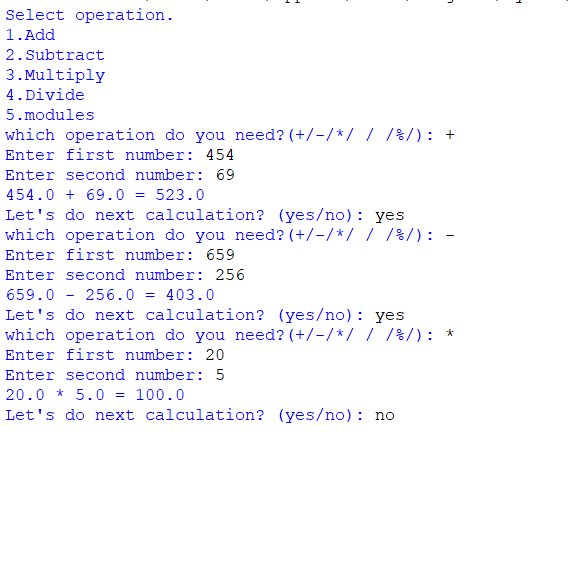 Select operation.
1.Add
2.Subtract
3.Multiply
4.Divide
5.modules
which operation do you need?(+/-/*/ / /%/): +
Enter first number: 454
Enter second number: 69
454.0 + 69.0 = 523.0
Let's do next calculation? (yes/no): yes
which operation do you need?(+/-/*/ / /%/): -
Enter first number: 659
Enter second number: 256
659.0 - 256.0 = 403.0
Let's do next calculation? (yes/no): yes
which operation do you need?(+/-/*/ / /%/): *
Enter first number: 20
Enter second number: 5
20.0 * 5.0 = 100.0
Let's do next calculation? (yes/no): no